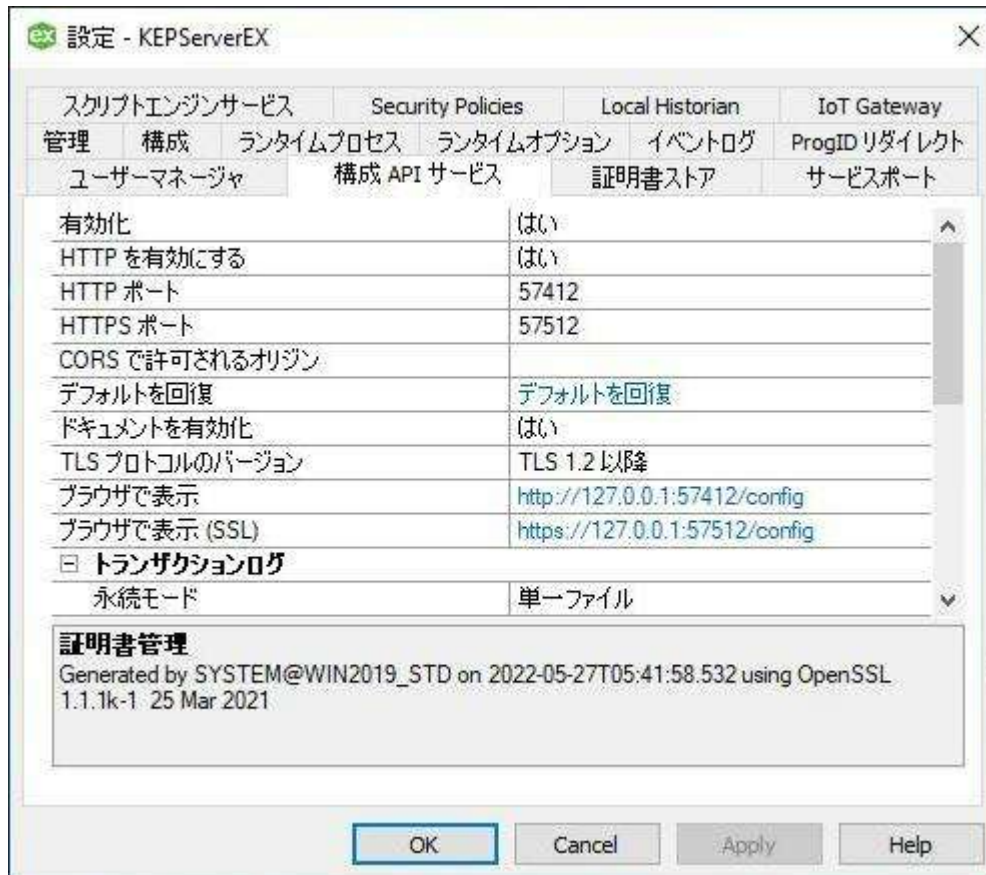 設定 - KEPServerEX
スクリプトエンジンサービス Security Policies Local Historian IoT Gateway
管理 構成 ランタイムプロセス ランタイムオプション イベントログ ProgID リダイレクト
ユーザーマネージャ 構成 API サービス 証明書ストア サービスポート
有効化 はい
HTTP を有効にする はい
HTTP ポート 57412
HTTPS ポート 57512
CORS で許可されるオリジン
デフォルトを回復 デフォルトを回復
ドキュメントを有効化 はい
TLS プロトコルのバージョン TLS 1.2 以降
ブラウザで表示 http://127.0.0.1:57412/config
ブラウザで表示 (SSL) https://127.0.0.1:57512/config
トランザクションログ
永続モード 単一ファイル
証明書管理
Generated by SYSTEM@WIN2019_STD on 2022-05-27T05:41:58.532 using OpenSSL
1.1.1k-1 25 Mar 2021
OK Cancel Apply Help